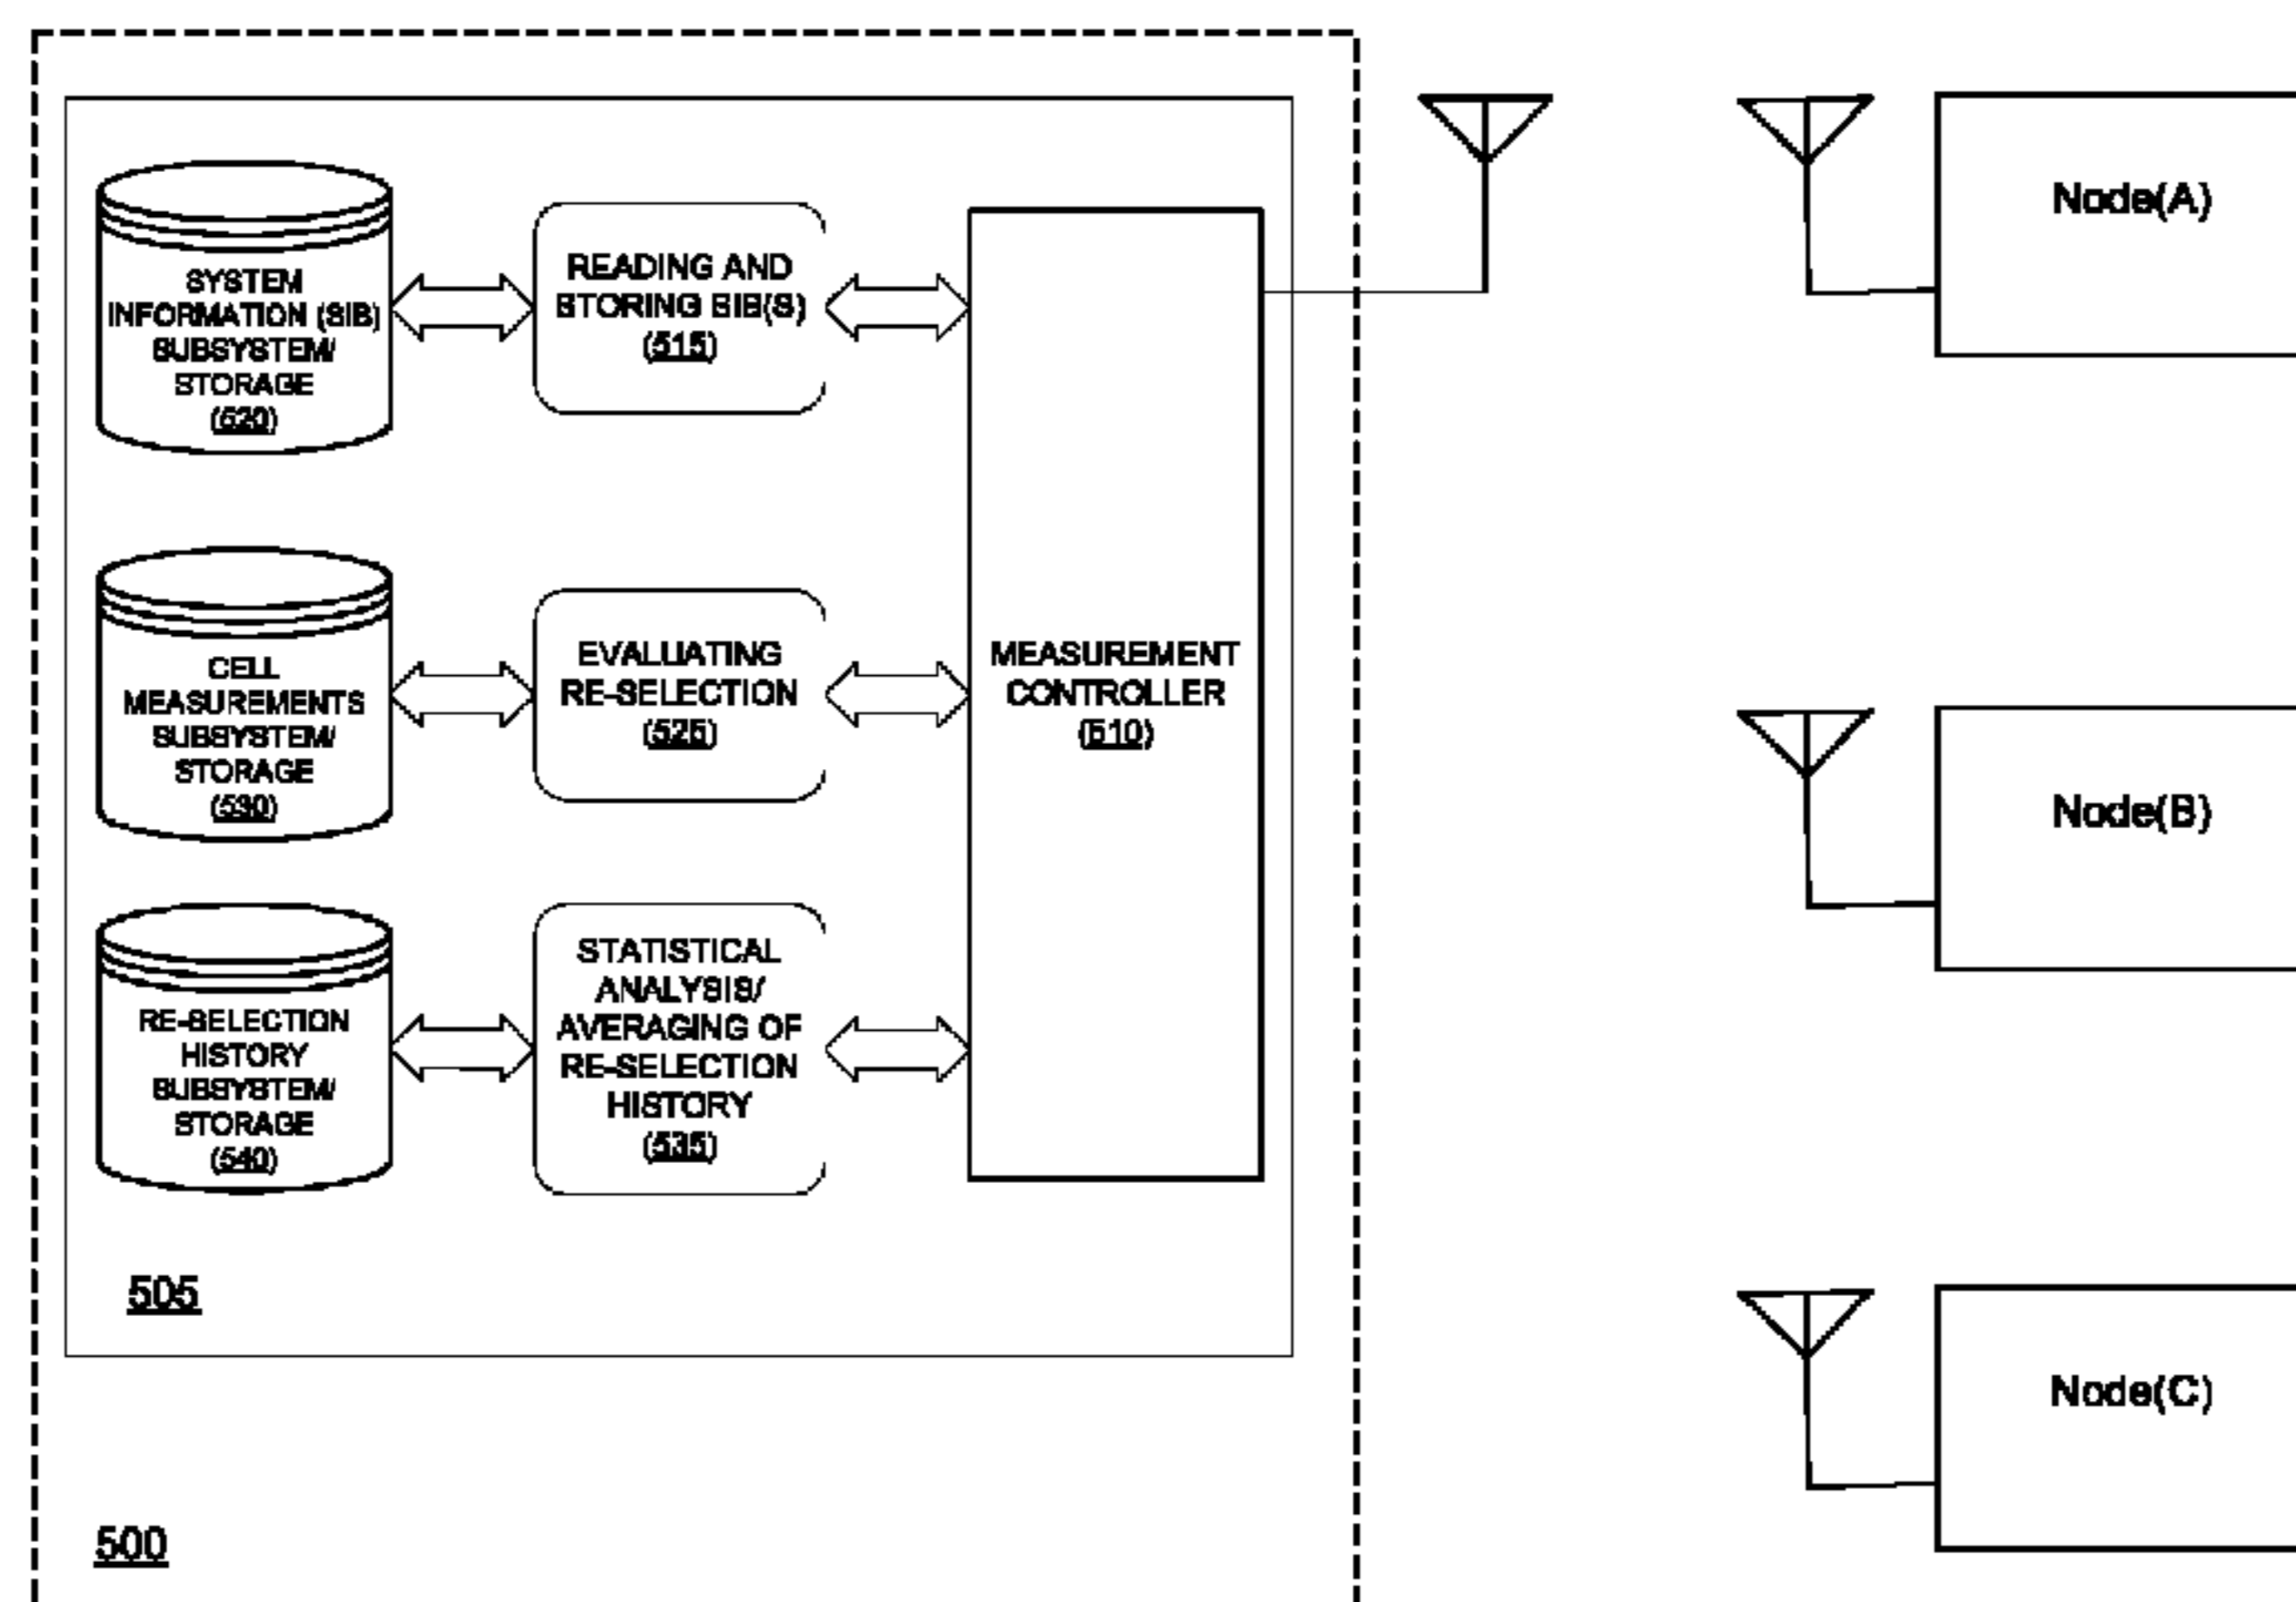 SYSTEM
INFORMATION (SIB)
SUBSYSTEM/
STORAGE
(520)
READING AND
STORING SIB(S)
(515)
CELL
MEASUREMENTS
SUBSYSTEM/
STORAGE
(530)
EVALUATING
RE-SELECTION
(525)
MEASUREMENT
CONTROLLER
(510)
RE-SELECTION
HISTORY
SUBSYSTEM/
STORAGE
(540)
STATISTICAL
ANALYSIS/
AVERAGING OF
RE-SELECTION
HISTORY
(535)
505
500
Node(A)
Node(B)
Node(C)